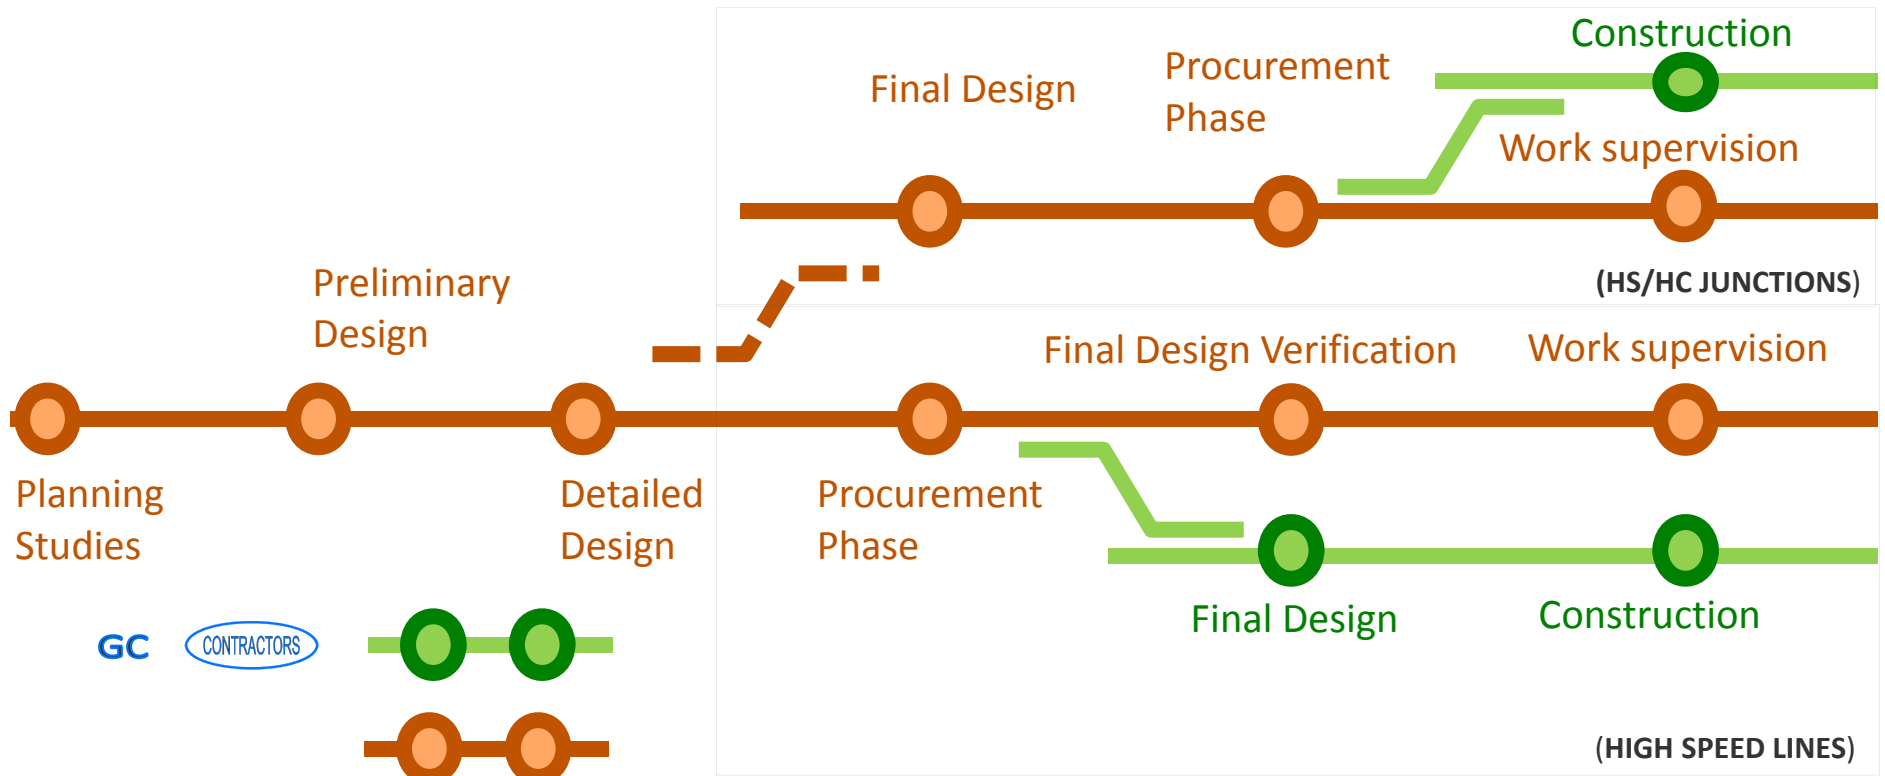 Construction
Procurement
Phase
Final Design
Work supervision
(HS/HC JUNCTIONS)
Preliminary
Design
Final Design Verification
Work supervision
Planning
Studies
Detailed
Design
Procurement
Phase
Final Design
Construction
GC
CONTRACTORS
(HIGH SPEED LINES)